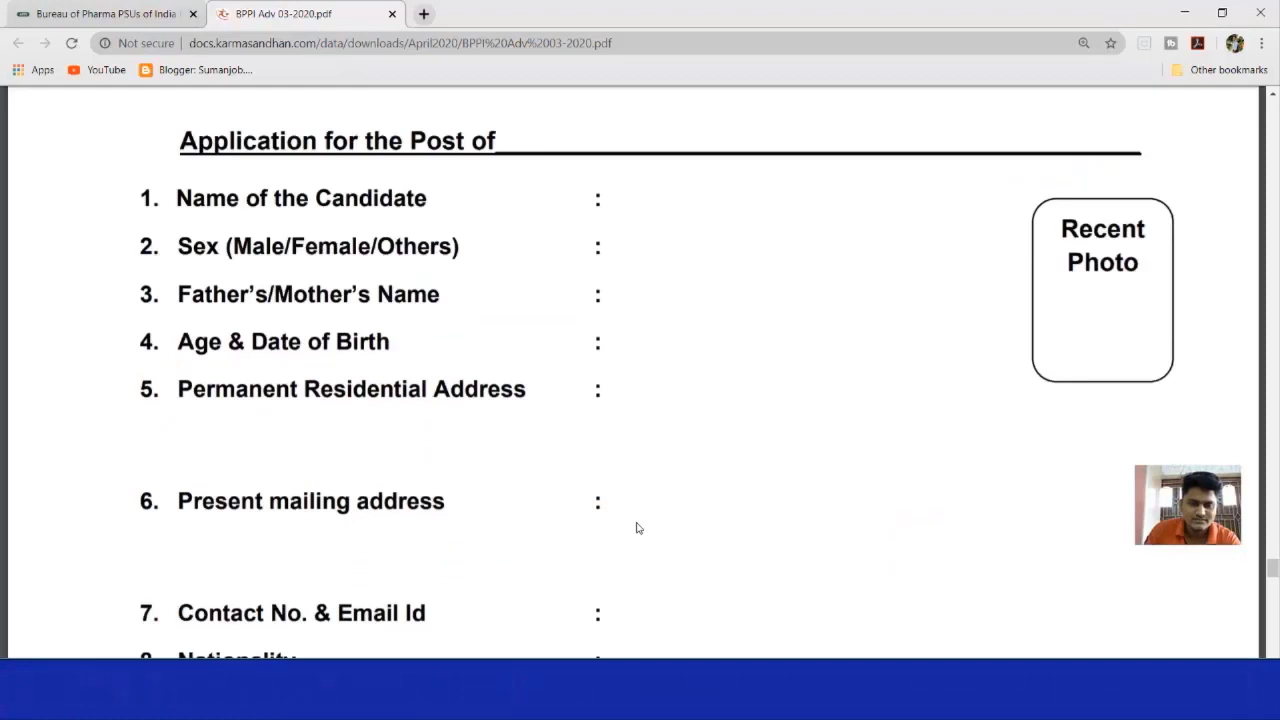 Bureau of Pharma PSUs of India
BPPI Adv 03-2020.pdf
Not secure | docs.karmasandhan.com/data/downloads/April2020/BPPI%20Adv%2003-2020.pdf
Apps YouTube Blogger: Sumanjob.... Other bookmarks
Application for the Post of
1. Name of the Candidate :
Recent
Photo
2. Sex (Male/Female/Others) :
3. Father’s/Mother’s Name :
4. Age & Date of Birth :
5. Permanent Residential Address :
6. Present mailing address :
7. Contact No. & Email Id :
8. Nationality :